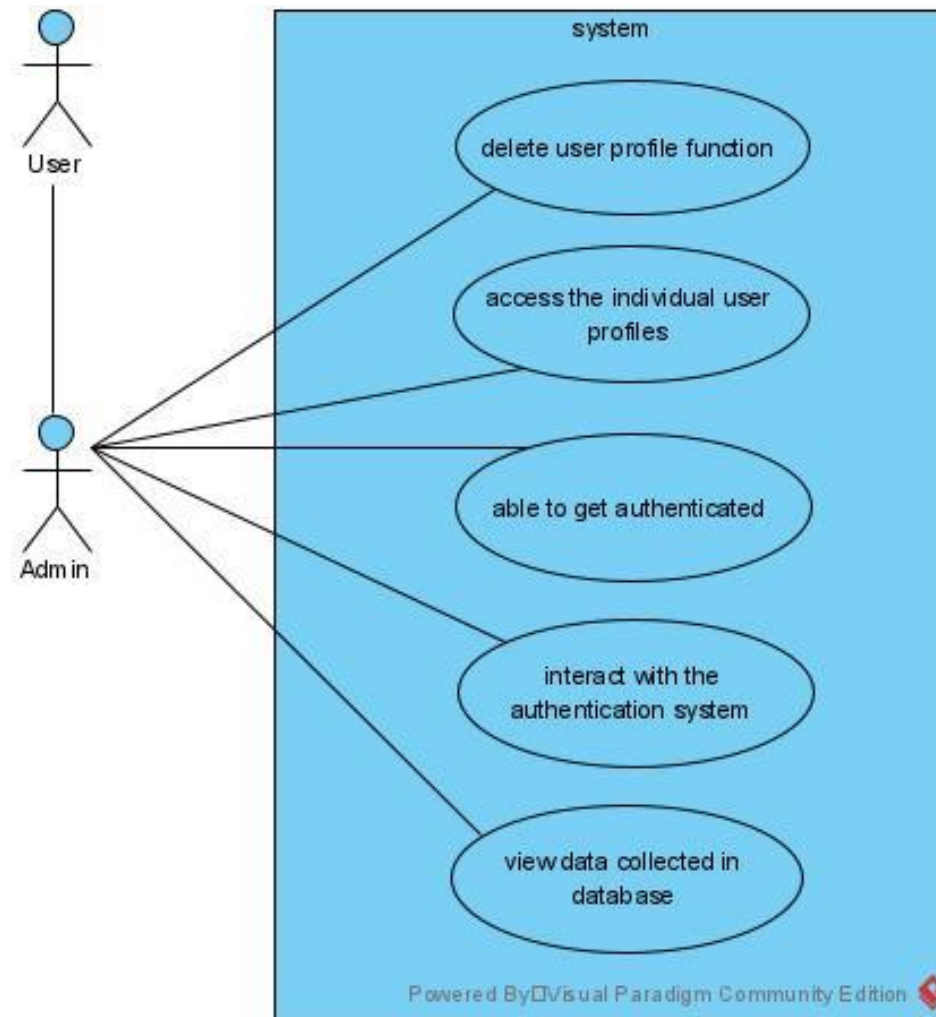 system
User
delete user profile function
access the individual user
profiles
Admin
able to get authenticated
interact with the
authentication system
view data collected in
database
Powered By□Visual Paradigm Community Edition